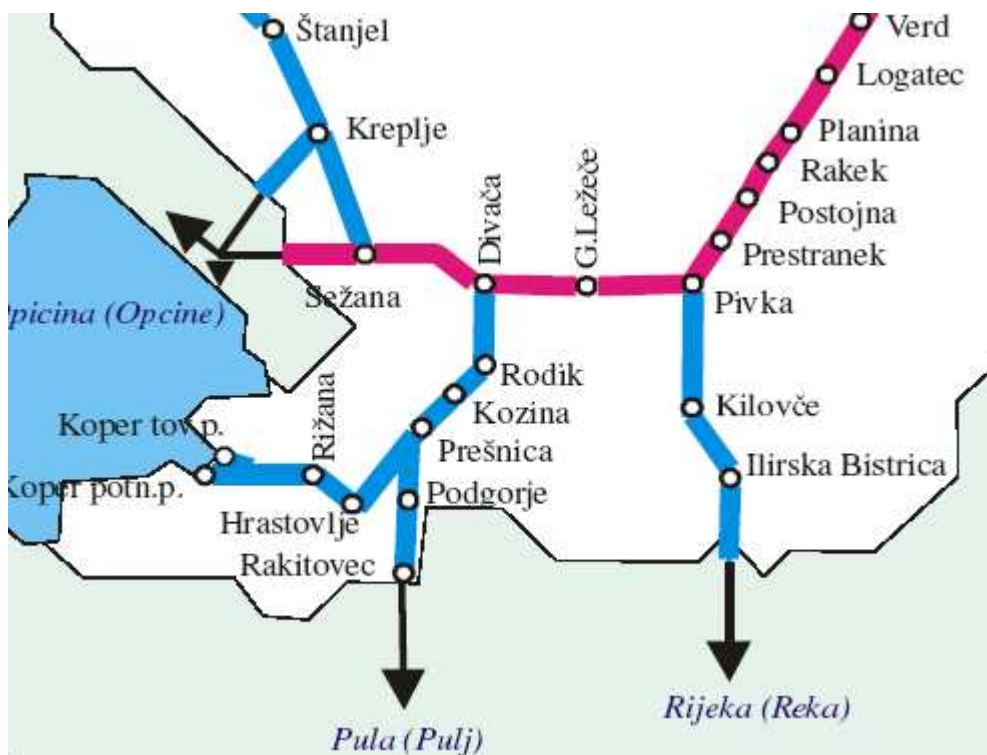 Štanjel
Verd
Logatec
Kreplje
Planina
Rakek
Postojna
Prestranek
Divača
G.Ležeče
Sežana
Pivka
Opicina (Opcine)
Rodik
Kozina
Kilovče
Rižana
Koper tov.p.
Prešnica
Ilirska Bistrica
Koper potn.p.
Podgorje
Hrastovlje
Rakitovec
Rijeka (Reka)
Pula (Pulj)